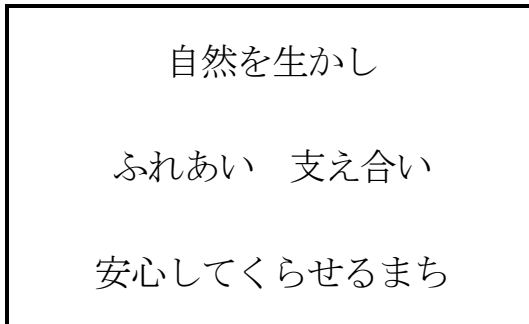 自然を生かし
ふれあい　支え合い
安心してくらせるまち